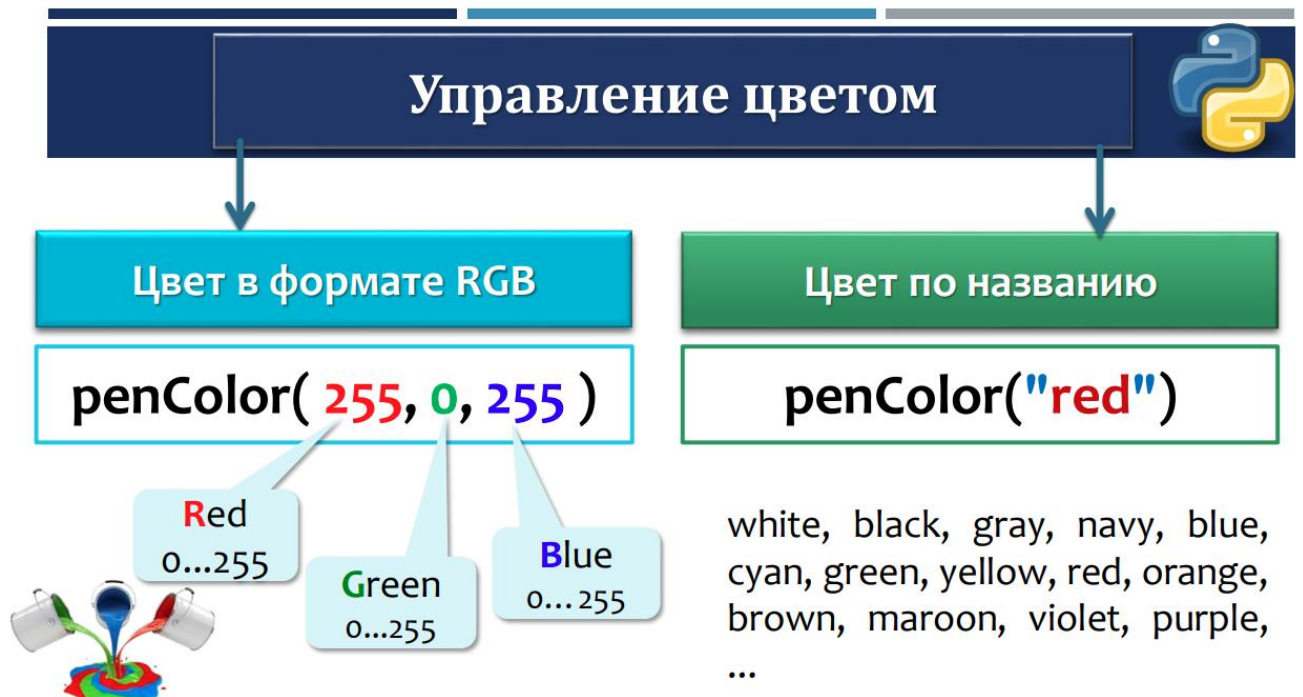 Управление цветом
Цвет в формате RGB
penColor( 255, 0, 255 )
Red
0...255
Green
0...255
Blue
0...255
Цвет по названию
penColor("red")
white, black, gray, navy, blue,
cyan, green, yellow, red, orange,
brown, maroon, violet, purple,
...